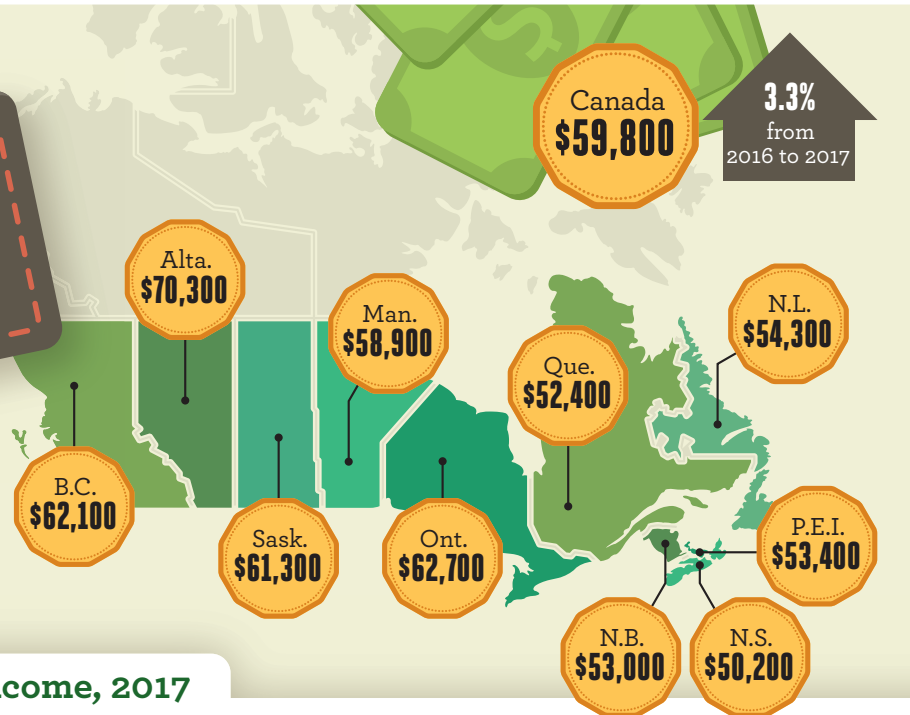 Canada
$59,800
3.3%
from
2016 to 2017
Alta.
$70,300
Man.
$58,900
Que.
$52,400
N.L.
$54,300
B.C.
$62,100
Sask.
$61,300
Ont.
$62,700
P.E.I.
$53,400
N.B.
$53,000
N.S.
$50,200
come, 2017